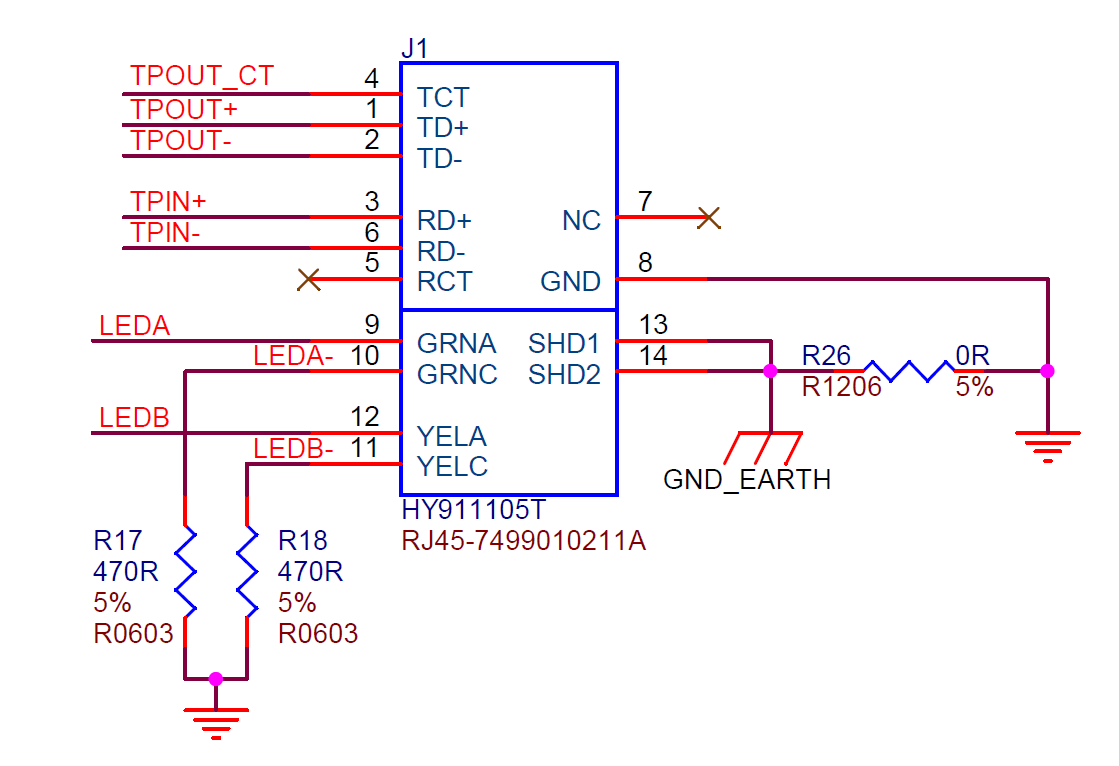 J1
TPOUT_CT 4 TCT
TPOUT+ 1 TD+
TPOUT- 2 TD-
TPIN+ 3 RD+ NC 7
TPIN- 6 RD-
5 RCT GND 8
LEDA 9 GRNA SHD1 13
LEDA- 10 GRNC SHD2 14
R26 0R
R1206 5%
LEDB 12 YELA
LEDB- 11 YELC
GND_EARTH
HY911105T
RJ45-7499010211A
R17
470R
5%
R0603
R18
470R
5%
R0603